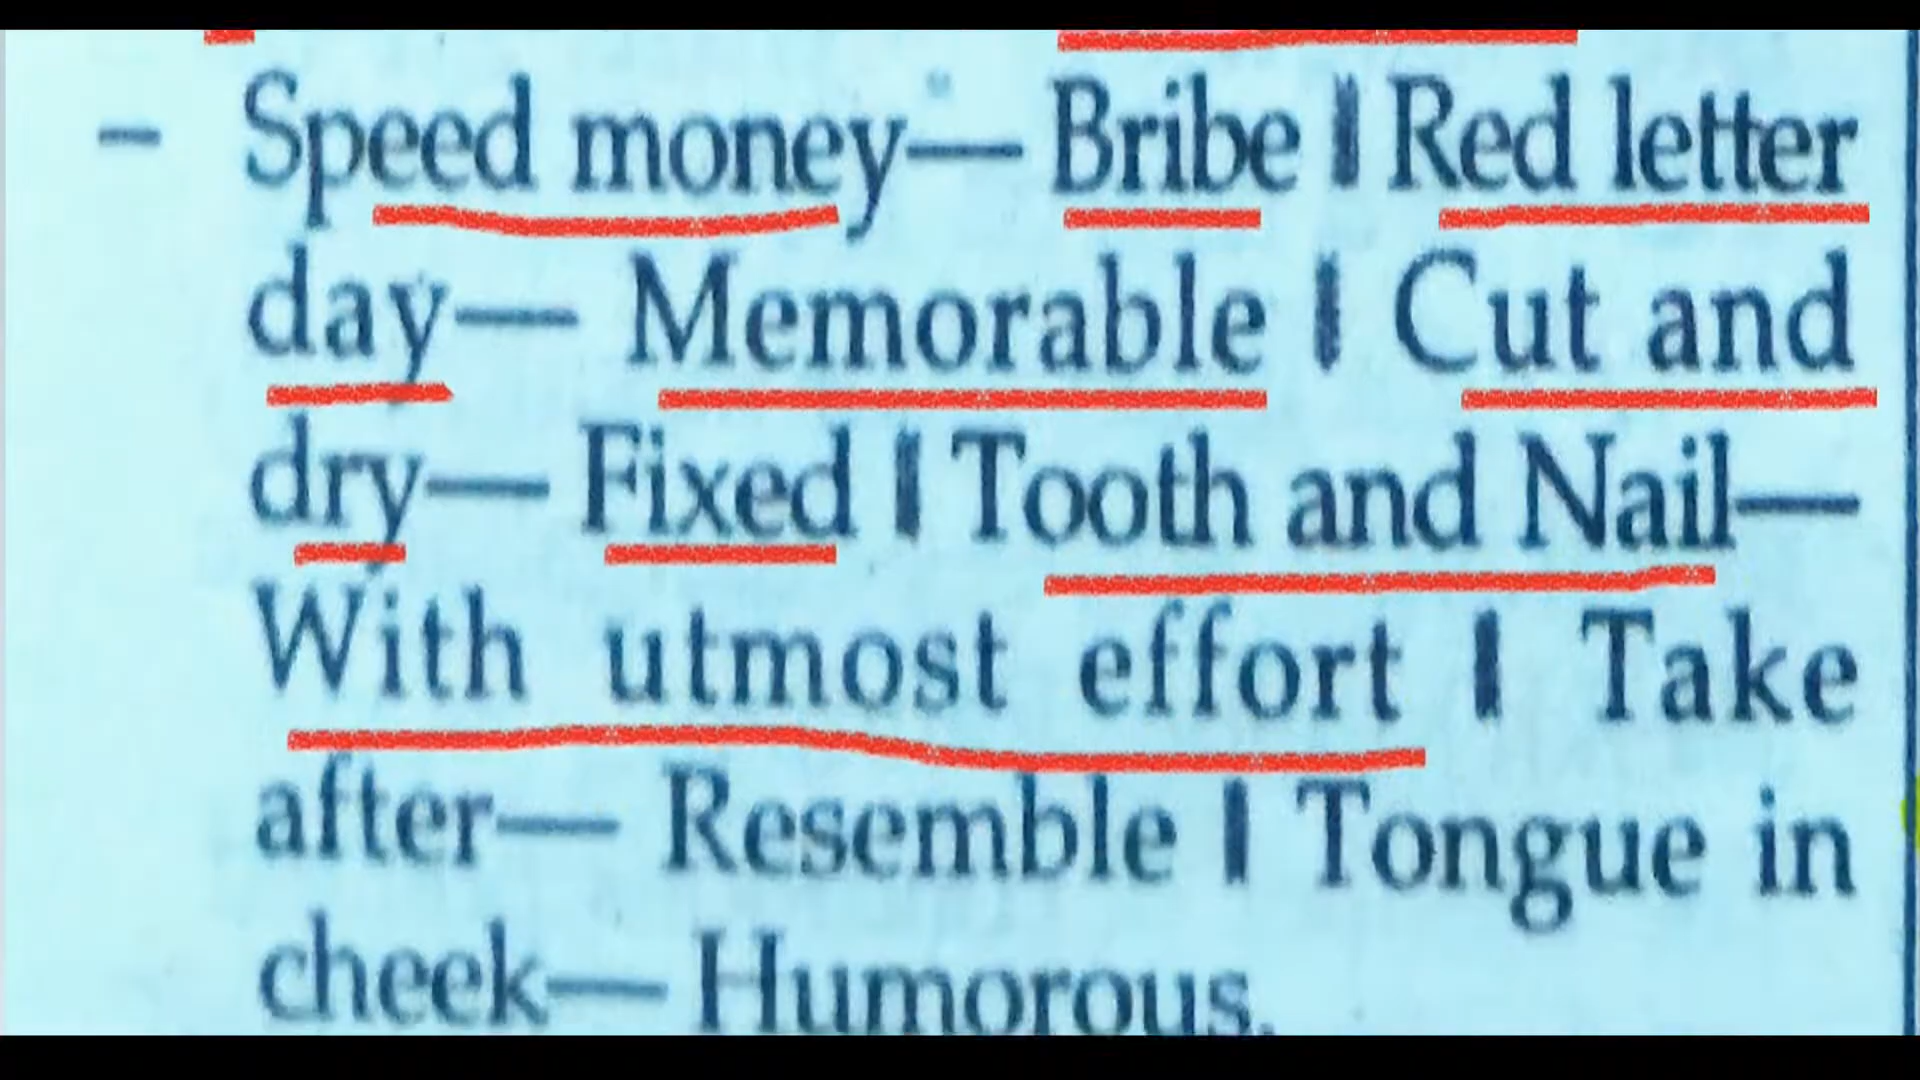 – Speed money— Bribe | Red letter
day— Memorable | Cut and
dry— Fixed | Tooth and Nail—
With utmost effort | Take
after— Resemble | Tongue in
cheek— Humorous.